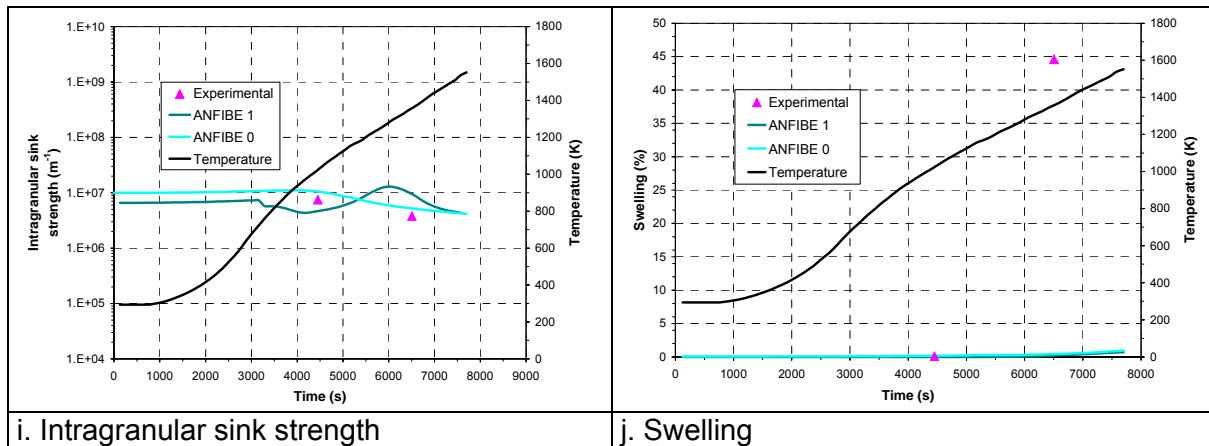 1.E+10
1.E+09
1.E+08
1.E+07
1.E+06
1.E+05
1.E+04
Intragranular sink
strength (m-1)
Experimental
ANFIBE 1
ANFIBE 0
Temperature
1800
1600
1400
1200
1000
800
600
400
200
0
Temperature (K)
0 1000 2000 3000 4000 5000 6000 7000 8000 9000
Time (s)
i. Intragranular sink strength
50
45
40
35
30
25
20
15
10
5
0
Swelling (%)
Experimental
ANFIBE 1
ANFIBE 0
Temperature
1800
1600
1400
1200
1000
800
600
400
200
0
Temperature (K)
0 1000 2000 3000 4000 5000 6000 7000 8000
Time (s)
j. Swelling